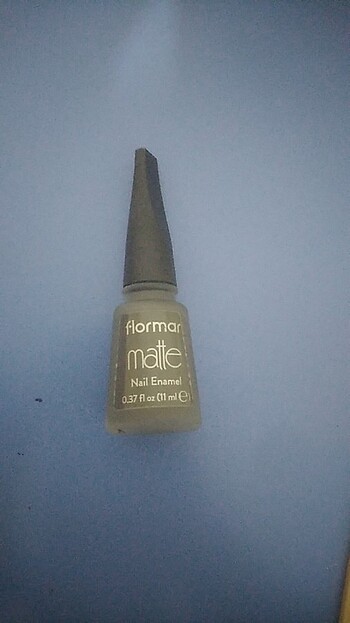 flormar
matte
Nail Enamel
0.37 fl oz (11 ml ℮